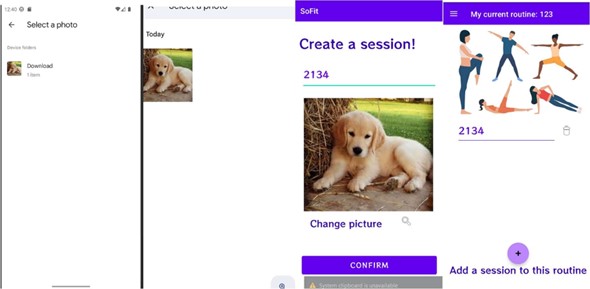 12:40
Select a photo
Device folders
Download
1 item
Select a photo
Today
SoFit
Create a session!
2134
Change picture
CONFIRM
System clipboard is unavailable
My current routine: 123
2134
+
Add a session to this routine